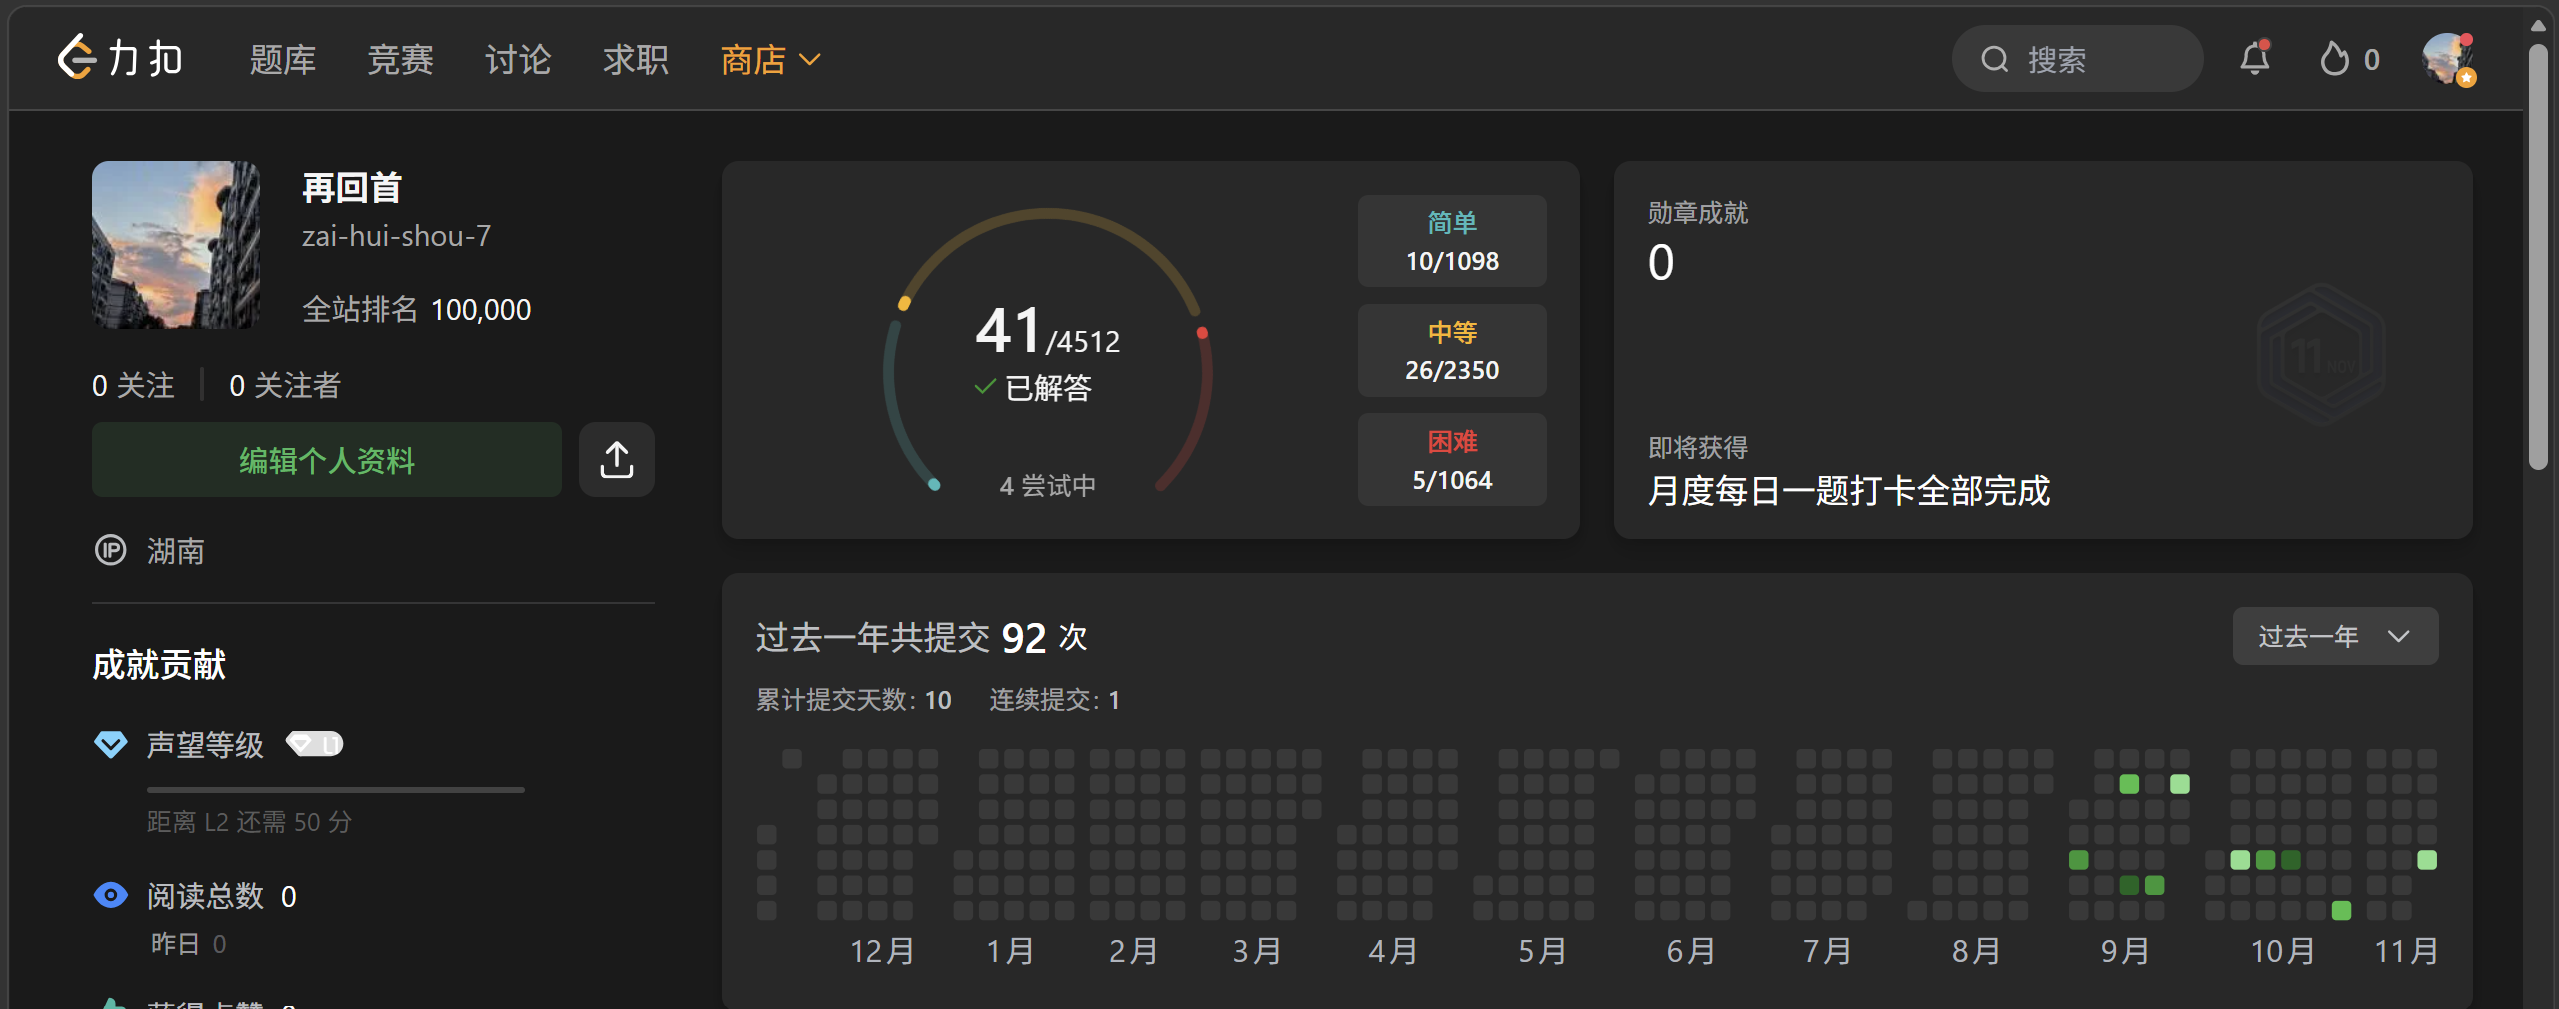 力扣 题库 竞赛 讨论 求职 商店 搜索 0
再回首
zai-hui-shou-7
全站排名 100,000
0 关注 0 关注者
编辑个人资料
湖南
成就贡献
声望等级 L1
距离 L2 还需 50 分
阅读总数 0
昨日 0
41/4512
已解答
4 尝试中
简单
10/1098
中等
26/2350
困难
5/1064
勋章成就
0
11 NOV
即将获得
月度每日一题打卡全部完成
过去一年共提交 92 次
过去一年
累计提交天数: 10 连续提交: 1
12月 1月 2月 3月 4月 5月 6月 7月 8月 9月 10月 11月